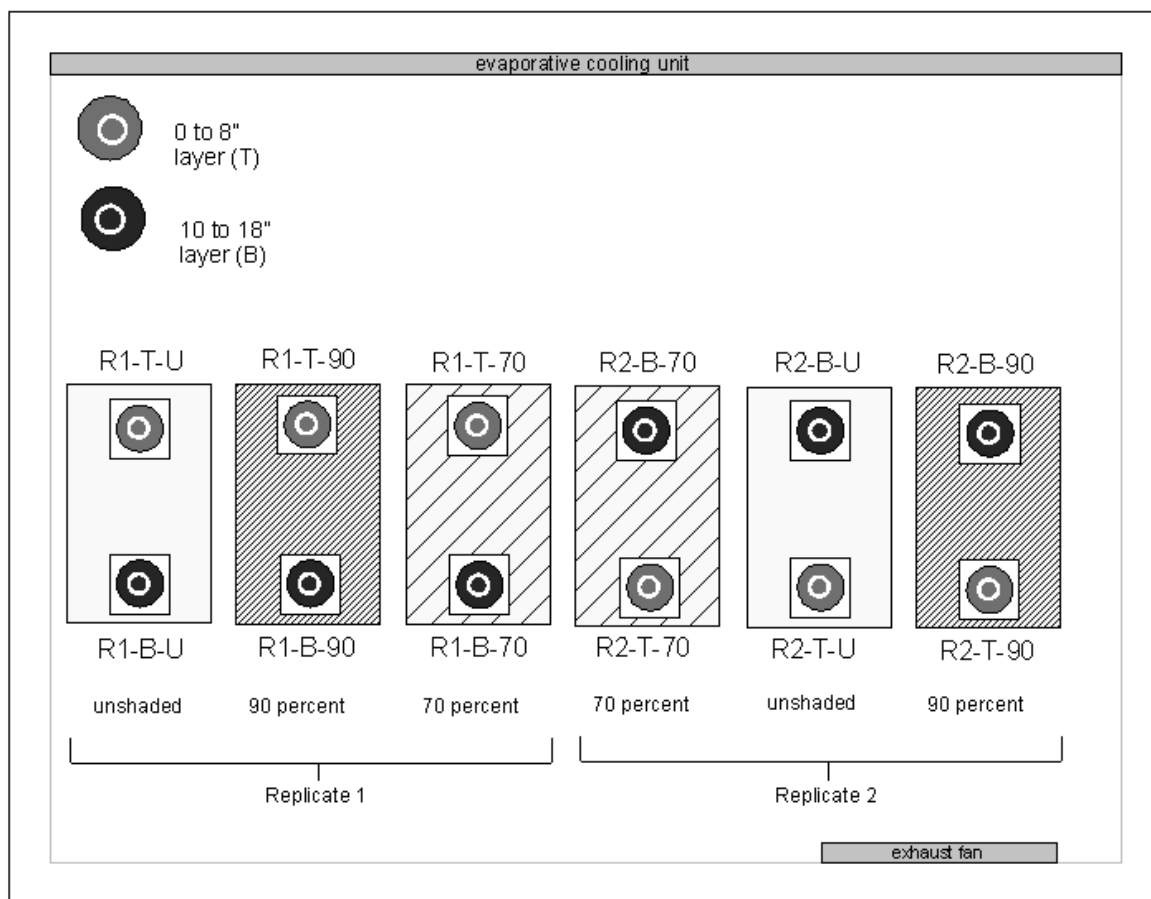 evaporative cooling unit
0 to 8"
layer (T)
10 to 18"
layer (B)
R1-T-U R1-T-90 R1-T-70 R2-B-70 R2-B-U R2-B-90
R1-B-U R1-B-90 R1-B-70 R2-T-70 R2-T-U R2-T-90
unshaded 90 percent 70 percent 70 percent unshaded 90 percent
Replicate 1 Replicate 2
exhaust fan